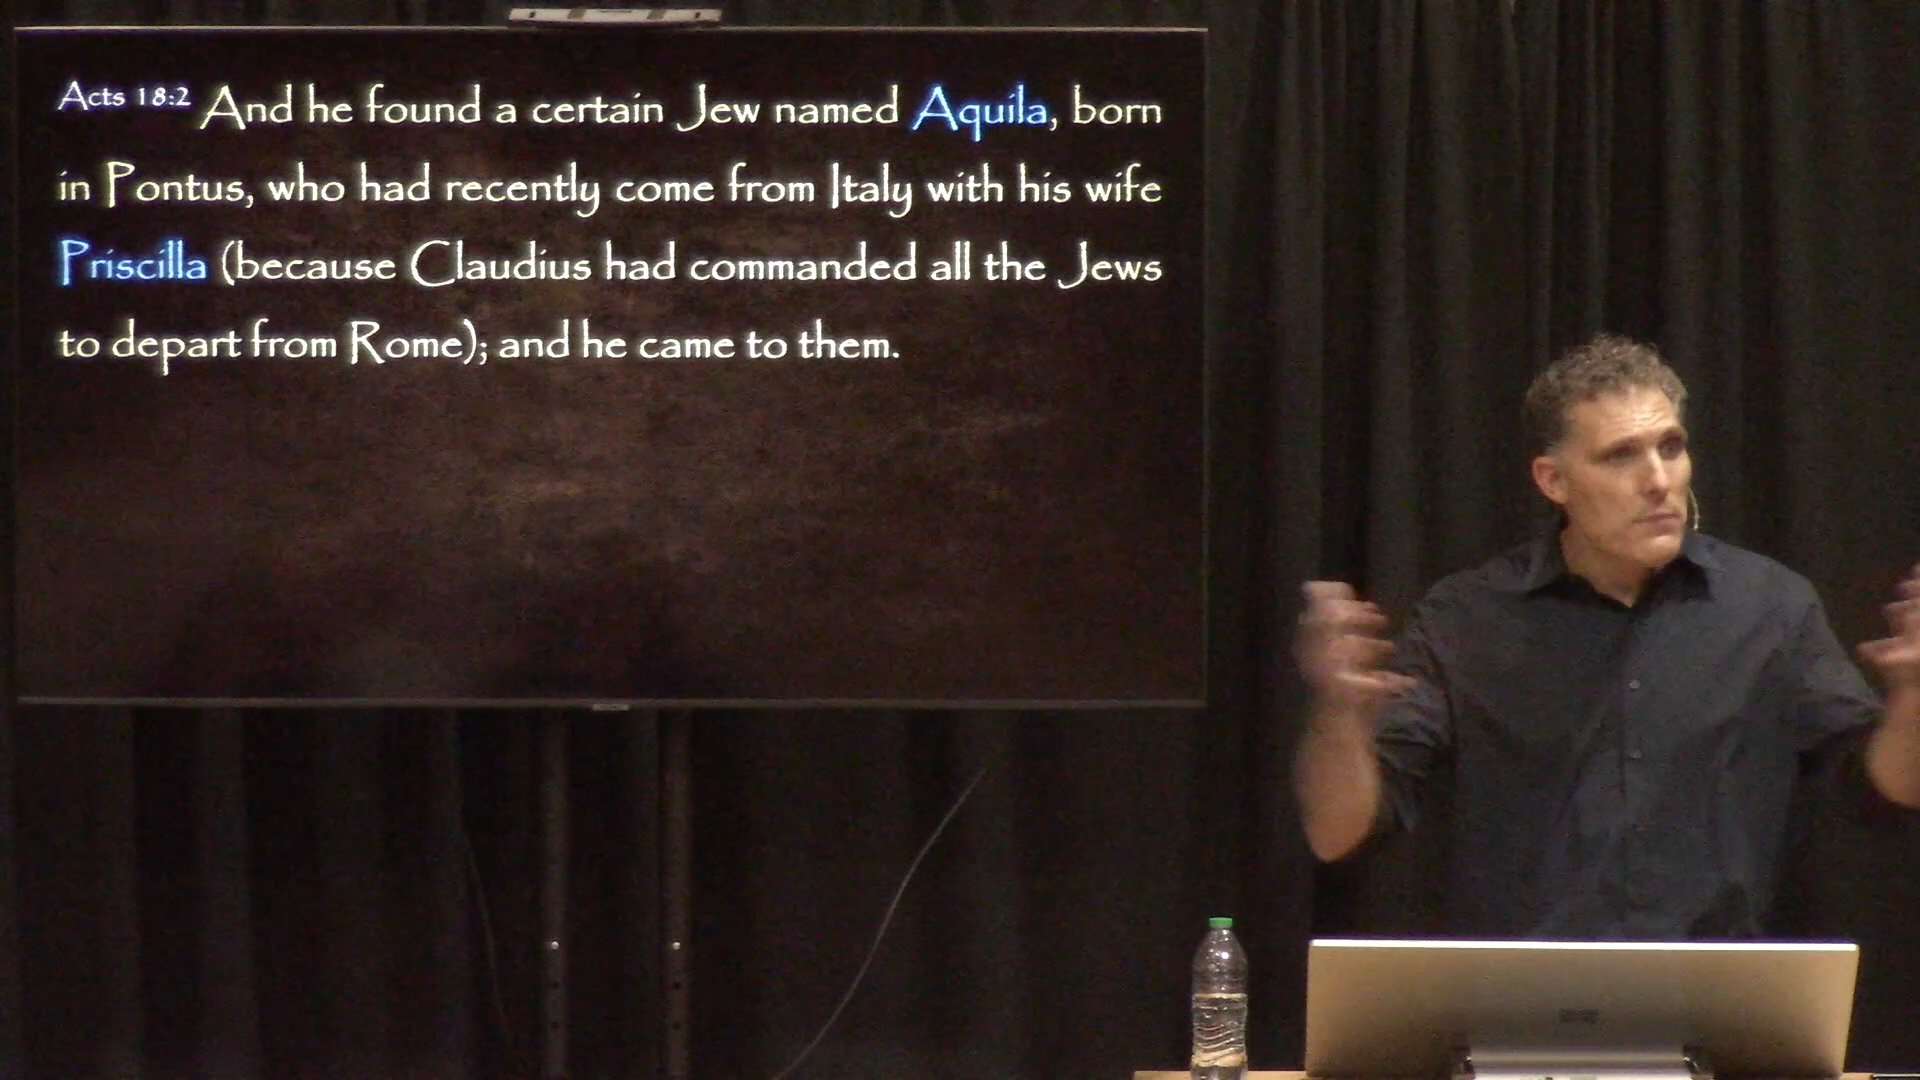 Acts 18:2 And he found a certain Jew named Aquila, born
in Pontus, who had recently come from Italy with his wife
Priscilla (because Claudius had commanded all the Jews
to depart from Rome); and he came to them.